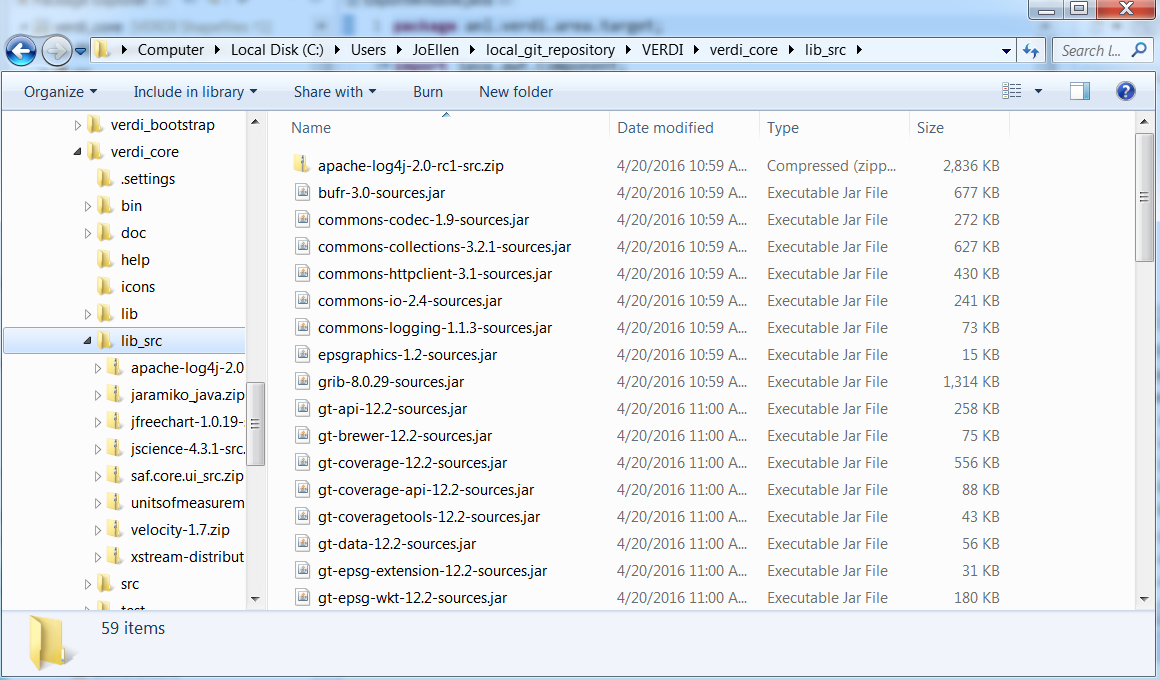 package anl.verdi.area.target;
Computer Local Disk (C:) Users JoEllen local_git_repository VERDI verdi_core lib_src Search l...
Organize Include in library Share with Burn New folder
Name Date modified Type Size
verdi_bootstrap
verdi_core
.settings
bin
doc
help
icons
lib
lib_src
apache-log4j-2.0
jaramiko_java.zip
jfreechart-1.0.19-
jscience-4.3.1-src.
saf.core.ui_src.zip
unitsofmeasurem
velocity-1.7.zip
xstream-distribut
src
apache-log4j-2.0-rc1-src.zip 4/20/2016 10:59 A... Compressed (zipp... 2,836 KB
bufr-3.0-sources.jar 4/20/2016 10:59 A... Executable Jar File 677 KB
commons-codec-1.9-sources.jar 4/20/2016 10:59 A... Executable Jar File 272 KB
commons-collections-3.2.1-sources.jar 4/20/2016 10:59 A... Executable Jar File 627 KB
commons-httpclient-3.1-sources.jar 4/20/2016 10:59 A... Executable Jar File 430 KB
commons-io-2.4-sources.jar 4/20/2016 10:59 A... Executable Jar File 241 KB
commons-logging-1.1.3-sources.jar 4/20/2016 10:59 A... Executable Jar File 73 KB
epsgraphics-1.2-sources.jar 4/20/2016 10:59 A... Executable Jar File 15 KB
grib-8.0.29-sources.jar 4/20/2016 10:59 A... Executable Jar File 1,314 KB
gt-api-12.2-sources.jar 4/20/2016 11:00 A... Executable Jar File 258 KB
gt-brewer-12.2-sources.jar 4/20/2016 11:00 A... Executable Jar File 75 KB
gt-coverage-12.2-sources.jar 4/20/2016 11:00 A... Executable Jar File 556 KB
gt-coverage-api-12.2-sources.jar 4/20/2016 11:00 A... Executable Jar File 88 KB
gt-coveragetools-12.2-sources.jar 4/20/2016 11:00 A... Executable Jar File 43 KB
gt-data-12.2-sources.jar 4/20/2016 11:00 A... Executable Jar File 56 KB
gt-epsg-extension-12.2-sources.jar 4/20/2016 11:00 A... Executable Jar File 31 KB
gt-epsg-wkt-12.2-sources.jar 4/20/2016 11:00 A... Executable Jar File 180 KB
59 items